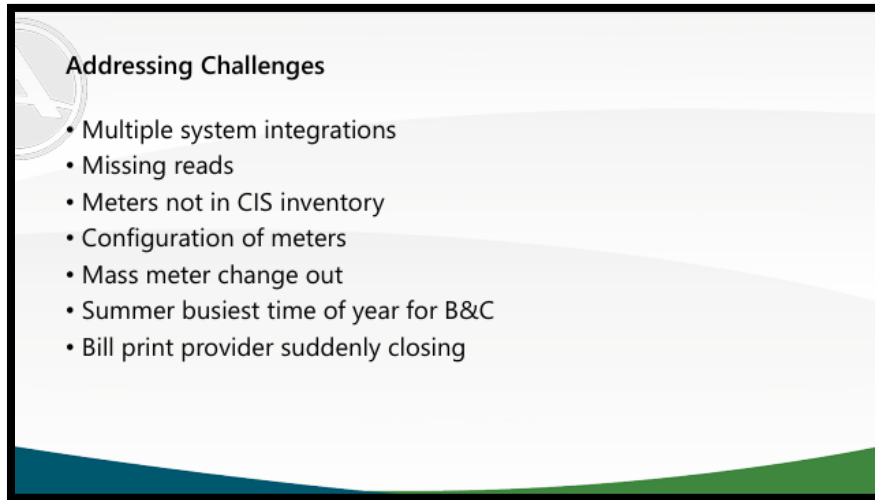 Addressing Challenges
• Multiple system integrations
• Missing reads
• Meters not in CIS inventory
• Configuration of meters
• Mass meter change out
• Summer busiest time of year for B&C
• Bill print provider suddenly closing